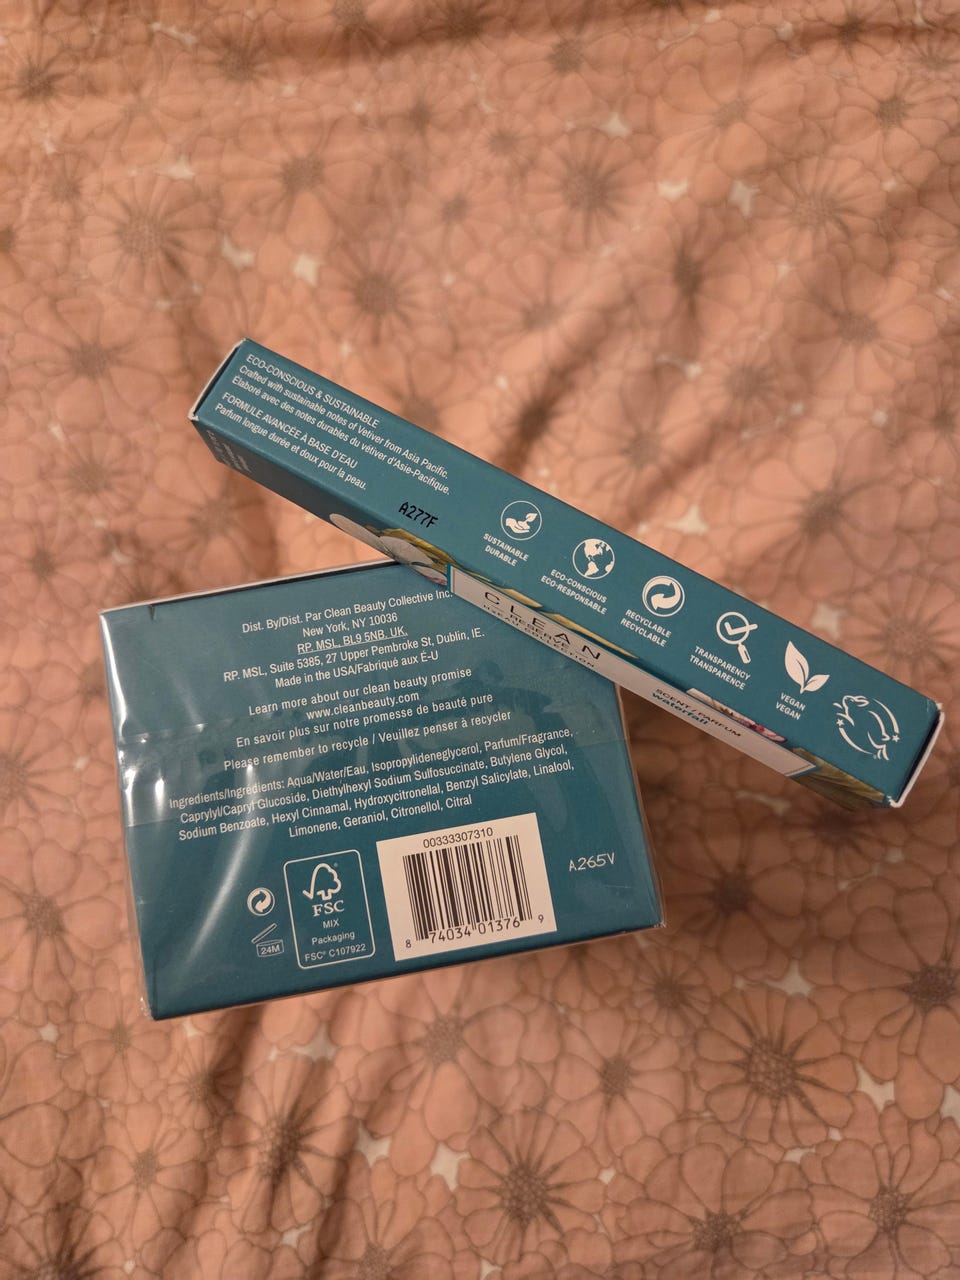 ECO-CONSCIOUS & SUSTAINABLE
Crafted with sustainable notes of Vetiver from Asia Pacific.
Élaboré avec des notes durables du vétiver d'Asie-Pacifique.
FORMULE AVANCÉE À BASE D'EAU
Parfum longue durée et doux pour la peau.
A277F
SUSTAINABLE
DURABLE
ECO-CONSCIOUS
ECO-RESPONSABLE
RECYCLABLE
RECYCLABLE
TRANSPARENCY
TRANSPARENCE
VEGAN
VEGAN
CLEAN
RESERVE
COLLECTION
SCENT / PARFUM
Waterfall
Dist. By/Dist. Par Clean Beauty Collective Inc.
New York, NY 10036
RP. MSL, BL9 5NB, UK.
RP. MSL, Suite 5385, 27 Upper Pembroke St, Dublin, IE.
Made in the USA/Fabriqué aux É-U
Learn more about our clean beauty promise
www.cleanbeauty.com
En savoir plus sur notre promesse de beauté pure
Please remember to recycle / Veuillez penser à recycler
Ingredients/Ingrédients: Aqua/Water/Eau, Isopropylideneglycerol, Parfum/Fragrance,
Caprylyl/Capryl Glucoside, Diethylhexyl Sodium Sulfosuccinate, Butylene Glycol,
Sodium Benzoate, Hexyl Cinnamal, Hydroxycitronellal, Benzyl Salicylate, Linalool,
Limonene, Geraniol, Citronellol, Citral
24M
FSC
MIX
Packaging
FSC® C107922
00333307310
8 74034 01376 9
A265V